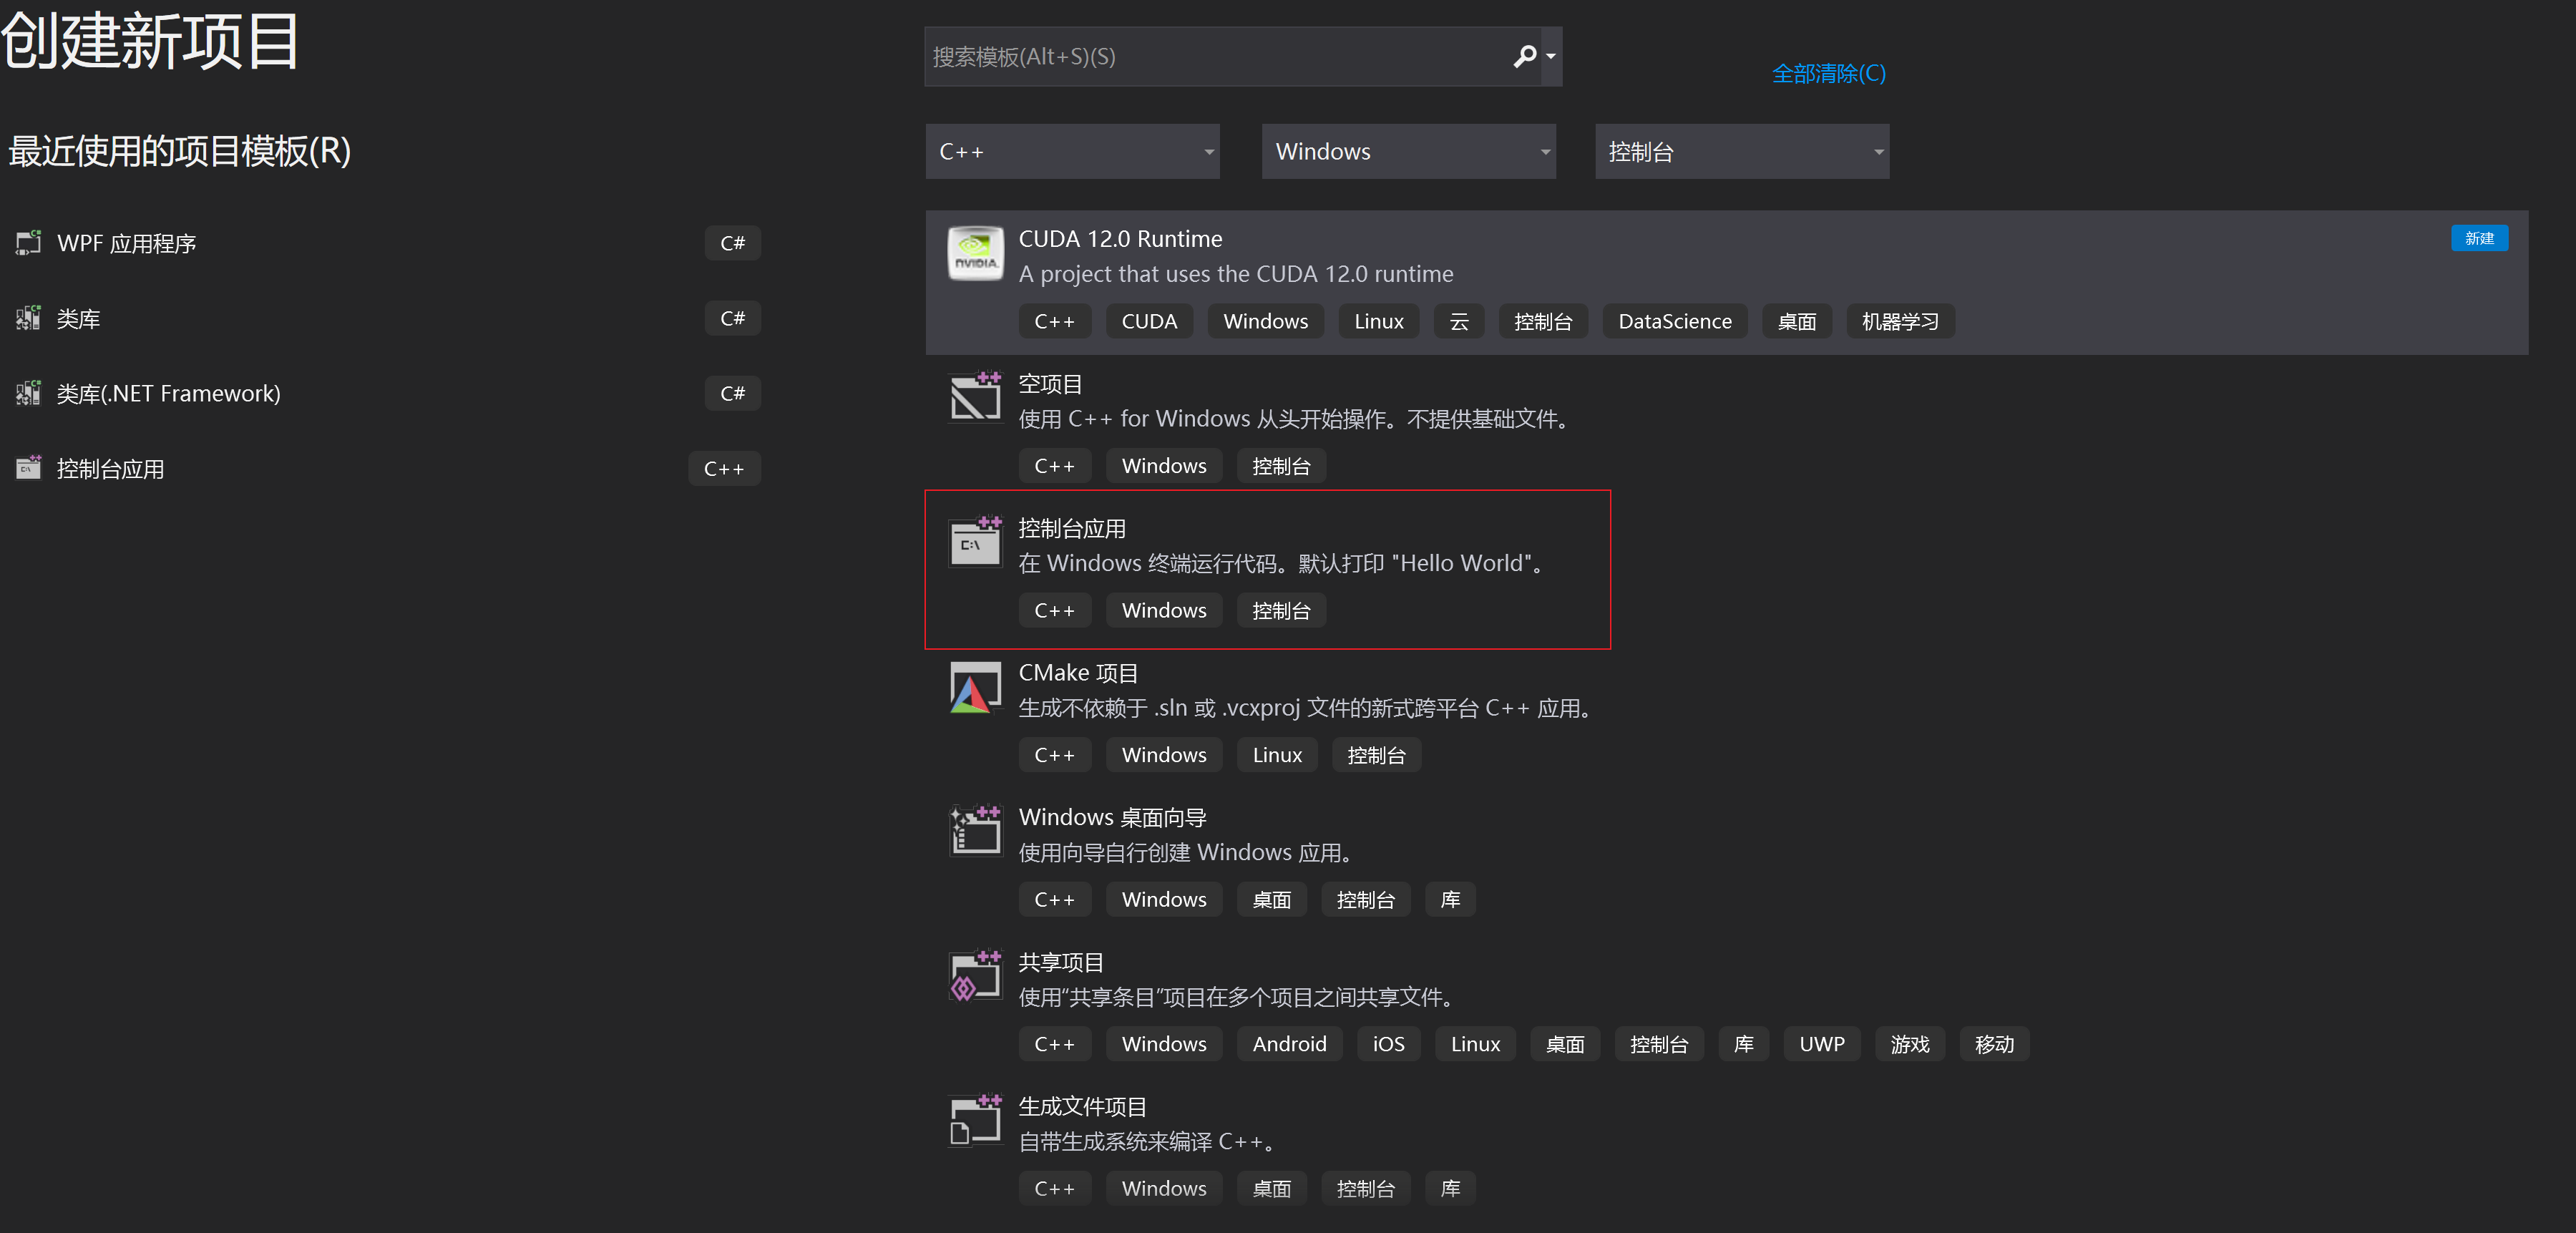 创建新项目
搜索模板(Alt+S)(S)
全部清除(C)
最近使用的项目模板(R)
C++ Windows 控制台
WPF 应用程序 C#
类库 C#
类库(.NET Framework) C#
控制台应用 C++
CUDA 12.0 Runtime 新建
A project that uses the CUDA 12.0 runtime
C++ CUDA Windows Linux 云 控制台 DataScience 桌面 机器学习
NVIDIA.
空项目
使用 C++ for Windows 从头开始操作。不提供基础文件。
C++ Windows 控制台
控制台应用
在 Windows 终端运行代码。默认打印 "Hello World"。
C++ Windows 控制台
CMake 项目
生成不依赖于 .sln 或 .vcxproj 文件的新式跨平台 C++ 应用。
C++ Windows Linux 控制台
Windows 桌面向导
使用向导自行创建 Windows 应用。
C++ Windows 桌面 控制台 库
共享项目
使用“共享条目”项目在多个项目之间共享文件。
C++ Windows Android iOS Linux 桌面 控制台 库 UWP 游戏 移动
生成文件项目
自带生成系统来编译 C++。
C++ Windows 桌面 控制台 库